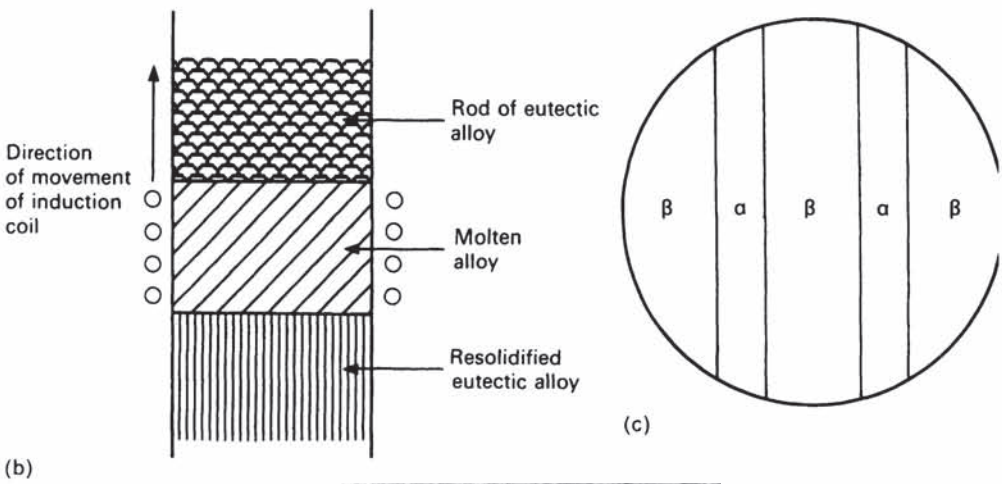 Direction
of movement
of induction
coil
Rod of eutectic
alloy
Molten
alloy
Resolidified
eutectic alloy
(b)
β α β α β
(c)